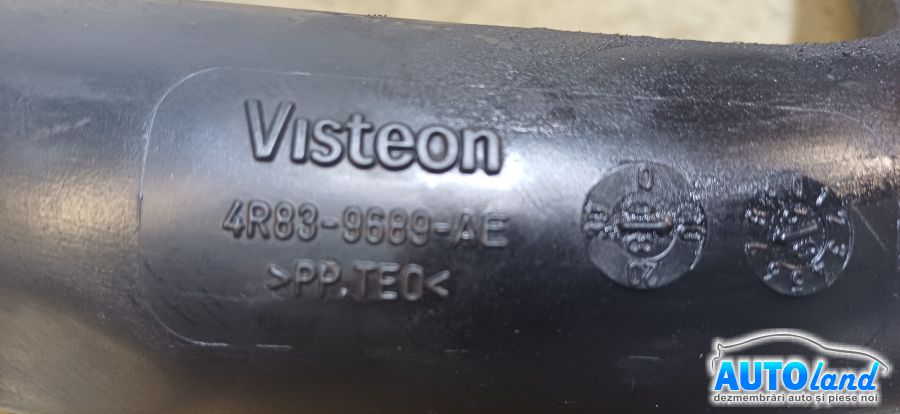 Visteon
4R83-9689-AE
>PP.TEO<
AUTOland
dezmembrări auto și piese noi